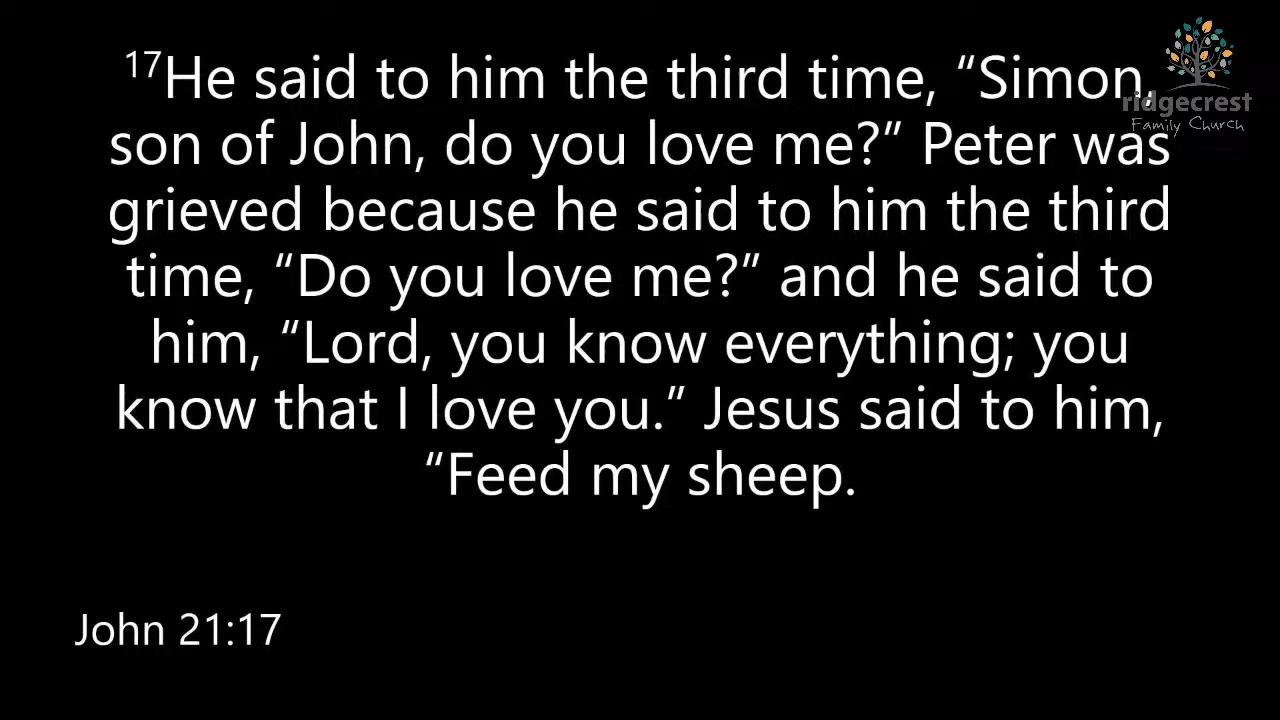 17He said to him the third time, “Simon,
son of John, do you love me?” Peter was
grieved because he said to him the third
time, “Do you love me?” and he said to
him, “Lord, you know everything; you
know that I love you.” Jesus said to him,
“Feed my sheep.
John 21:17
ridgecrest
Family Church